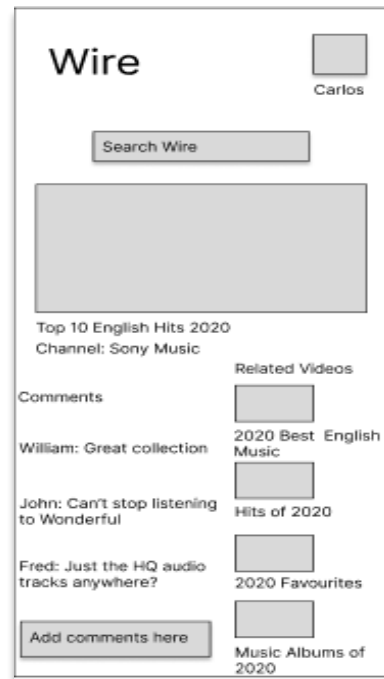 Wire
Carlos
Search Wire
Top 10 English Hits 2020
Channel: Sony Music
Comments
William: Great collection
John: Can't stop listening
to Wonderful
Fred: Just the HQ audio
tracks anywhere?
Add comments here
Related Videos
2020 Best English
Music
Hits of 2020
2020 Favourites
Music Albums of
2020